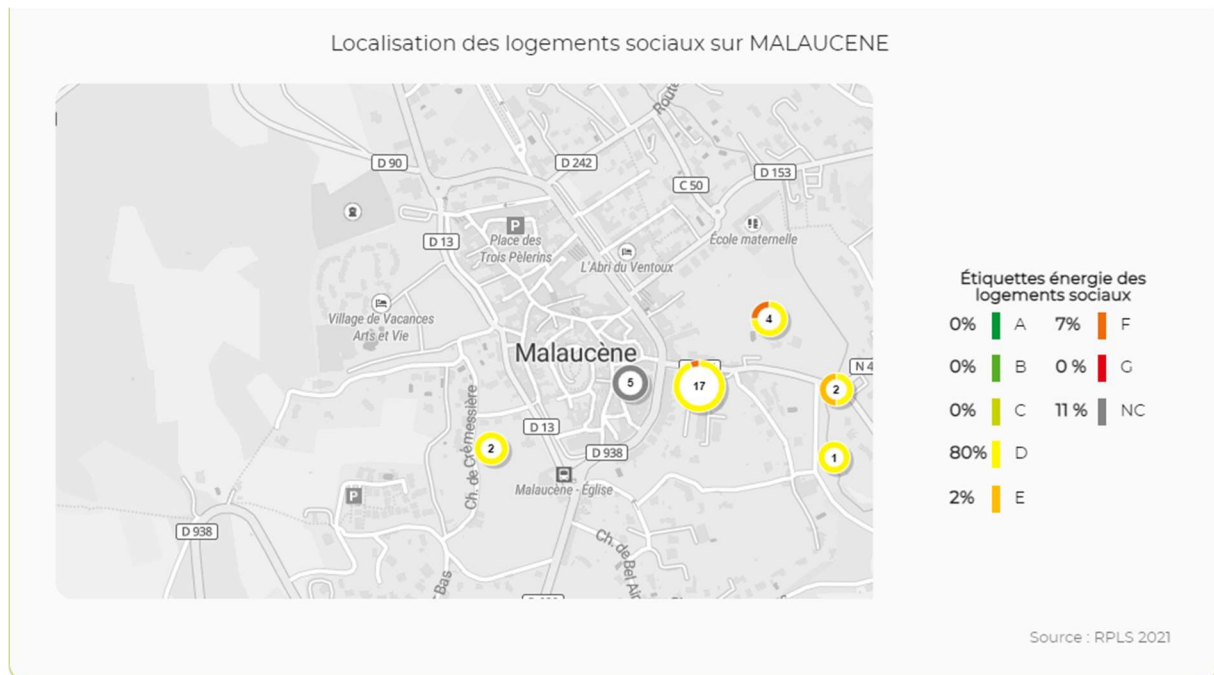 Localisation des logements sociaux sur MALAUCENE
Route
D 90
D 242
D 153
C 50
P
D 13
Place des
Trois Pèlerins
École maternelle
L'Abri du Ventoux
Village de Vacances
Arts et Vie
4
Malaucène
5
17
N 4
2
Ch. de Crémessière
D 13
2
D 938
1
Malaucène - Église
P
D 938
Ch. de Bel
Bas
Étiquettes énergie des
logements sociaux
0% A 7% F
0% B 0 % G
0% C 11 % NC
80% D
2% E
Source : RPLS 2021